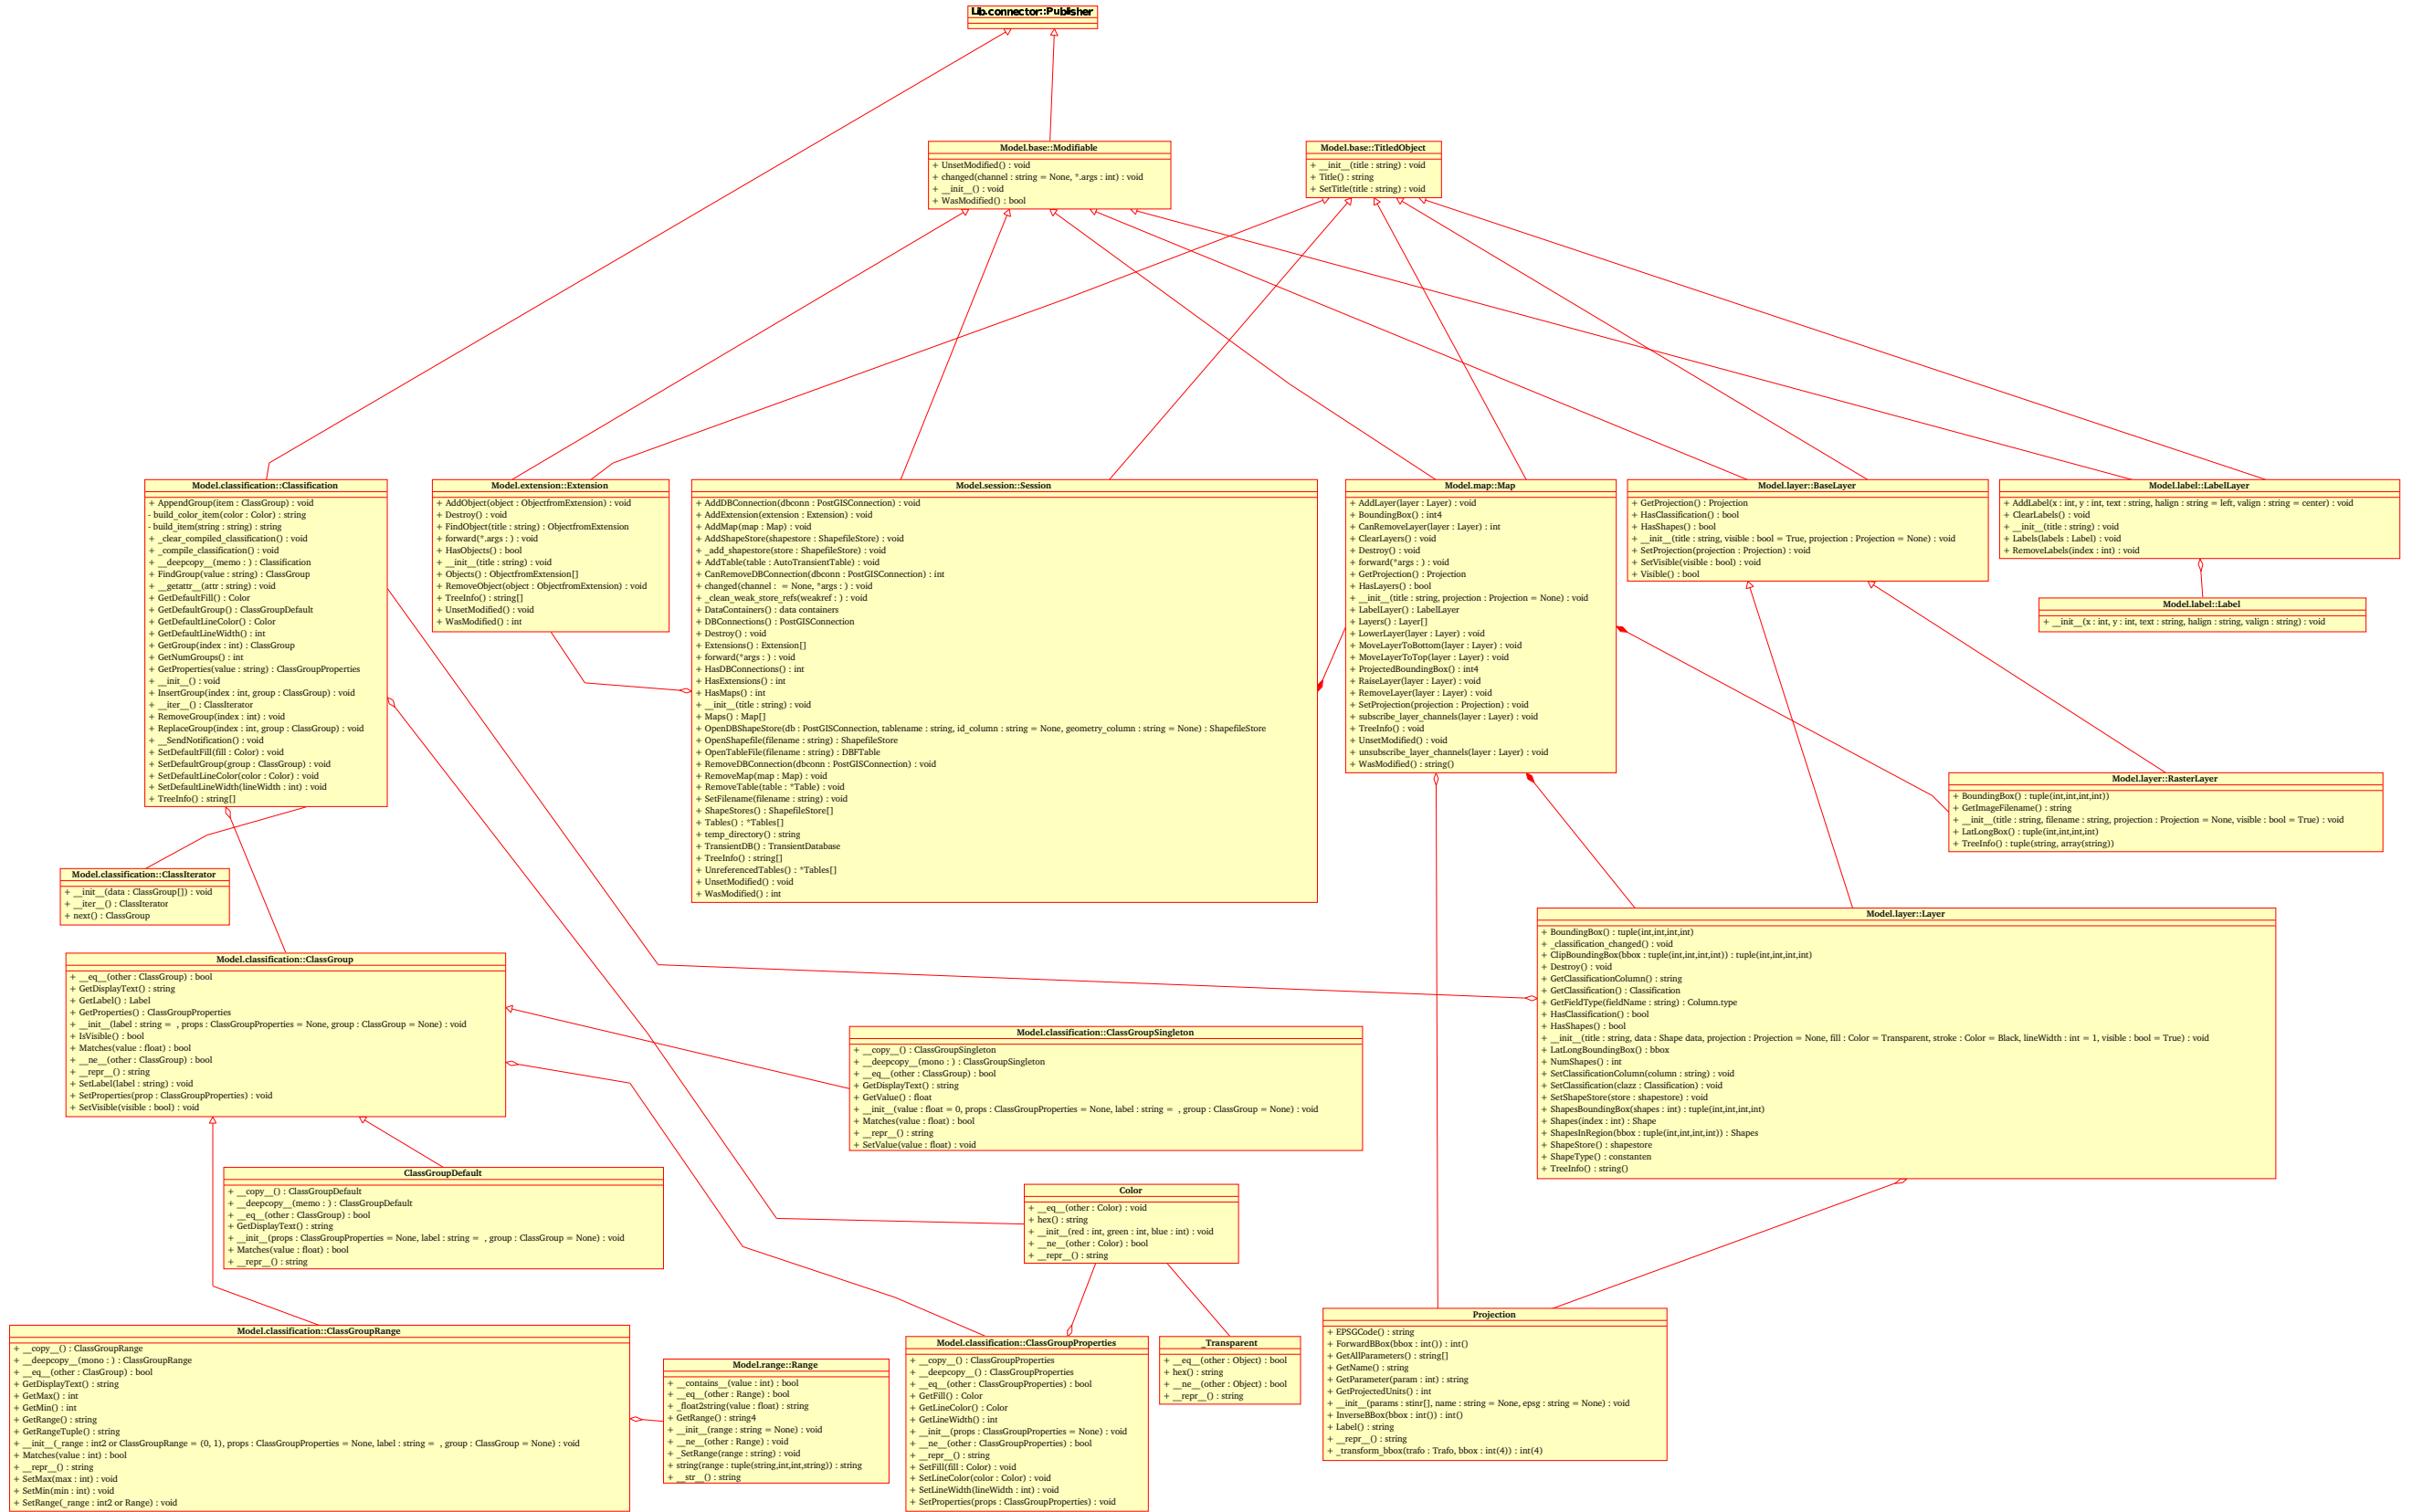 Lib.connector::Publisher
Model.base::Modifiable
+ UnsetModified() : void
+ changed(channel : string = None, *.args : int) : void
+ __init__() : void
+ WasModified() : bool
Model.base::TitledObject
+ __init__(title : string) : void
+ Title() : string
+ SetTitle(title : string) : void
Model.classification::Classification
+ AppendGroup(item : ClassGroup) : void
- build_color_item(color : Color) : string
- build_item(string : string) : string
+ _clear_compiled_classification() : void
+ _compile_classification() : void
+ __deepcopy__(memo : ) : Classification
+ FindGroup(value : string) : ClassGroup
+ __getattr__(attr : string) : void
+ GetDefaultFill() : Color
+ GetDefaultGroup() : ClassGroupDefault
+ GetDefaultLineColor() : Color
+ GetDefaultLineWidth() : int
+ GetGroup(index : int) : ClassGroup
+ GetNumGroups() : int
+ GetProperties(value : string) : ClassGroupProperties
+ __init__() : void
+ InsertGroup(index : int, group : ClassGroup) : void
+ __iter__() : ClassIterator
+ RemoveGroup(index : int) : void
+ ReplaceGroup(index : int, group : ClassGroup) : void
+ __SendNotification() : void
+ SetDefaultFill(fill : Color) : void
+ SetDefaultGroup(group : ClassGroup) : void
+ SetDefaultLineColor(color : Color) : void
+ SetDefaultLineWidth(lineWidth : int) : void
+ TreeInfo() : string[]
Model.extension::Extension
+ AddObject(object : ObjectfromExtension) : void
+ Destroy() : void
+ FindObject(title : string) : ObjectfromExtension
+ forward(*.args : ) : void
+ HasObjects() : bool
+ __init__(title : string) : void
+ Objects() : ObjectfromExtension[]
+ RemoveObject(object : ObjectfromExtension) : void
+ TreeInfo() : string[]
+ UnsetModified() : void
+ WasModified() : int
Model.session::Session
+ AddDBConnection(dbconn : PostGISConnection) : void
+ AddExtension(extension : Extension) : void
+ AddMap(map : Map) : void
+ AddShapeStore(shapestore : ShapefileStore) : void
+ _add_shapestore(store : ShapefileStore) : void
+ AddTable(table : AutoTransientTable) : void
+ CanRemoveDBConnection(dbconn : PostGISConnection) : int
+ changed(channel :  = None, *args : ) : void
+ _clean_weak_store_refs(weakref : ) : void
+ DataContainers() : data containers
+ DBConnections() : PostGISConnection
+ Destroy() : void
+ Extensions() : Extension[]
+ forward(*args : ) : void
+ HasDBConnections() : int
+ HasExtensions() : int
+ HasMaps() : int
+ __init__(title : string) : void
+ Maps() : Map[]
+ OpenDBShapeStore(db : PostGISConnection, tablename : string, id_column : string = None, geometry_column : string = None) : ShapefileStore
+ OpenShapefile(filename : string) : ShapefileStore
+ OpenTableFile(filename : string) : DBFTable
+ RemoveDBConnection(dbconn : PostGISConnection) : void
+ RemoveMap(map : Map) : void
+ RemoveTable(table : *Table) : void
+ SetFilename(filename : string) : void
+ ShapeStores() : ShapefileStore[]
+ Tables() : *Tables[]
+ temp_directory() : string
+ TransientDB() : TransientDatabase
+ TreeInfo() : string[]
+ UnreferencedTables() : *Tables[]
+ UnsetModified() : void
+ WasModified() : int
Model.map::Map
+ AddLayer(layer : Layer) : void
+ BoundingBox() : int4
+ CanRemoveLayer(layer : Layer) : int
+ ClearLayers() : void
+ Destroy() : void
+ forward(*args : ) : void
+ GetProjection() : Projection
+ HasLayers() : bool
+ __init__(title : string, projection : Projection = None) : void
+ LabelLayer() : LabelLayer
+ Layers() : Layer[]
+ LowerLayer(layer : Layer) : void
+ MoveLayerToBottom(layer : Layer) : void
+ MoveLayerToTop(layer : Layer) : void
+ ProjectedBoundingBox() : int4
+ RaiseLayer(layer : Layer) : void
+ RemoveLayer(layer : Layer) : void
+ SetProjection(projection : Projection) : void
+ subscribe_layer_channels(layer : Layer) : void
+ TreeInfo() : void
+ UnsetModified() : void
+ unsubscribe_layer_channels(layer : Layer) : void
+ WasModified() : string()
Model.layer::BaseLayer
+ GetProjection() : Projection
+ HasClassification() : bool
+ HasShapes() : bool
+ __init__(title : string, visible : bool = True, projection : Projection = None) : void
+ SetProjection(projection : Projection) : void
+ SetVisible(visible : bool) : void
+ Visible() : bool
Model.label::LabelLayer
+ AddLabel(x : int, y : int, text : string, halign : string = left, valign : string = center) : void
+ ClearLabels() : void
+ __init__(title : string) : void
+ Labels(labels : Label) : void
+ RemoveLabels(index : int) : void
Model.label::Label
+ __init__(x : int, y : int, text : string, halign : string, valign : string) : void
Model.layer::RasterLayer
+ BoundingBox() : tuple(int,int,int,int))
+ GetImageFilename() : string
+ __init__(title : string, filename : string, projection : Projection = None, visible : bool = True) : void
+ LatLongBox() : tuple(int,int,int,int)
+ TreeInfo() : tuple(string, array(string))
Model.classification::ClassIterator
+ __init__(data : ClassGroup[]) : void
+ __iter__() : ClassIterator
+ next() : ClassGroup
Model.layer::Layer
+ BoundingBox() : tuple(int,int,int,int)
+ _classification_changed() : void
+ ClipBoundingBox(bbox : tuple(int,int,int,int)) : tuple(int,int,int,int)
+ Destroy() : void
+ GetClassificationColumn() : string
+ GetClassification() : Classification
+ GetFieldType(fieldName : string) : Column.type
+ HasClassification() : bool
+ HasShapes() : bool
+ __init__(title : string, data : Shape data, projection : Projection = None, fill : Color = Transparent, stroke : Color = Black, lineWidth : int = 1, visible : bool = True) : void
+ LatLongBoundingBox() : bbox
+ NumShapes() : int
+ SetClassificationColumn(column : string) : void
+ SetClassification(clazz : Classification) : void
+ SetShapeStore(store : shapestore) : void
+ ShapesBoundingBox(shapes : int) : tuple(int,int,int,int)
+ Shapes(index : int) : Shape
+ ShapesInRegion(bbox : tuple(int,int,int,int)) : Shapes
+ ShapeStore() : shapestore
+ ShapeType() : constanten
+ TreeInfo() : string()
Model.classification::ClassGroup
+ __eq__(other : ClassGroup) : bool
+ GetDisplayText() : string
+ GetLabel() : Label
+ GetProperties() : ClassGroupProperties
+ __init__(label : string =  , props : ClassGroupProperties = None, group : ClassGroup = None) : void
+ IsVisible() : bool
+ Matches(value : float) : bool
+ __ne__(other : ClassGroup) : bool
+ __repr__() : string
+ SetLabel(label : string) : void
+ SetProperties(prop : ClassGroupProperties) : void
+ SetVisible(visible : bool) : void
Model.classification::ClassGroupSingleton
+ __copy__() : ClassGroupSingleton
+ __deepcopy__(mono : ) : ClassGroupSingleton
+ __eq__(other : ClassGroup) : bool
+ GetDisplayText() : string
+ GetValue() : float
+ __init__(value : float = 0, props : ClassGroupProperties = None, label : string =  , group : ClassGroup = None) : void
+ Matches(value : float) : bool
+ __repr__() : string
+ SetValue(value : float) : void
ClassGroupDefault
+ __copy__() : ClassGroupDefault
+ __deepcopy__(memo : ) : ClassGroupDefault
+ __eq__(other : ClassGroup) : bool
+ GetDisplayText() : string
+ __init__(props : ClassGroupProperties = None, label : string =  , group : ClassGroup = None) : void
+ Matches(value : float) : bool
+ __repr__() : string
Color
+ __eq__(other : Color) : void
+ hex() : string
+ __init__(red : int, green : int, blue : int) : void
+ __ne__(other : Color) : bool
+ __repr__() : string
Model.classification::ClassGroupRange
+ __copy__() : ClassGroupRange
+ __deepcopy__(mono : ) : ClassGroupRange
+ __eq__(other : ClasGroup) : bool
+ GetDisplayText() : string
+ GetMax() : int
+ GetMin() : int
+ GetRange() : string
+ GetRangeTuple() : string
+ __init__(_range : int2 or ClassGroupRange = (0, 1), props : ClassGroupProperties = None, label : string =  , group : ClassGroup = None) : void
+ Matches(value : int) : bool
+ __repr__() : string
+ SetMax(max : int) : void
+ SetMin(min : int) : void
+ SetRange(_range : int2 or Range) : void
Model.range::Range
+ __contains__(value : int) : bool
+ __eq__(other : Range) : bool
+ _float2string(value : float) : string
+ GetRange() : string4
+ __init__(range : string = None) : void
+ __ne__(other : Range) : void
+ _SetRange(range : string) : void
+ string(range : tuple(string,int,int,string)) : string
+ __str__() : string
Model.classification::ClassGroupProperties
+ __copy__() : ClassGroupProperties
+ __deepcopy__() : ClassGroupProperties
+ __eq__(other : ClassGroupProperties) : bool
+ GetFill() : Color
+ GetLineColor() : Color
+ GetLineWidth() : int
+ __init__(props : ClassGroupProperties = None) : void
+ __ne__(other : ClassGroupProperties) : bool
+ __repr__() : string
+ SetFill(fill : Color) : void
+ SetLineColor(color : Color) : void
+ SetLineWidth(lineWidth : int) : void
+ SetProperties(props : ClassGroupProperties) : void
_Transparent
+ __eq__(other : Object) : bool
+ hex() : string
+ __ne__(other : Object) : bool
+ __repr__() : string
Projection
+ EPSGCode() : string
+ ForwardBBox(bbox : int()) : int()
+ GetAllParameters() : string[]
+ GetName() : string
+ GetParameter(param : int) : string
+ GetProjectedUnits() : int
+ __init__(params : stinrf[], name : string = None, epsg : string = None) : void
+ InverseBBox(bbox : int()) : int()
+ Label() : string
+ __repr__() : string
+ _transform_bbox(trafo : Trafo, bbox : int(4)) : int(4)